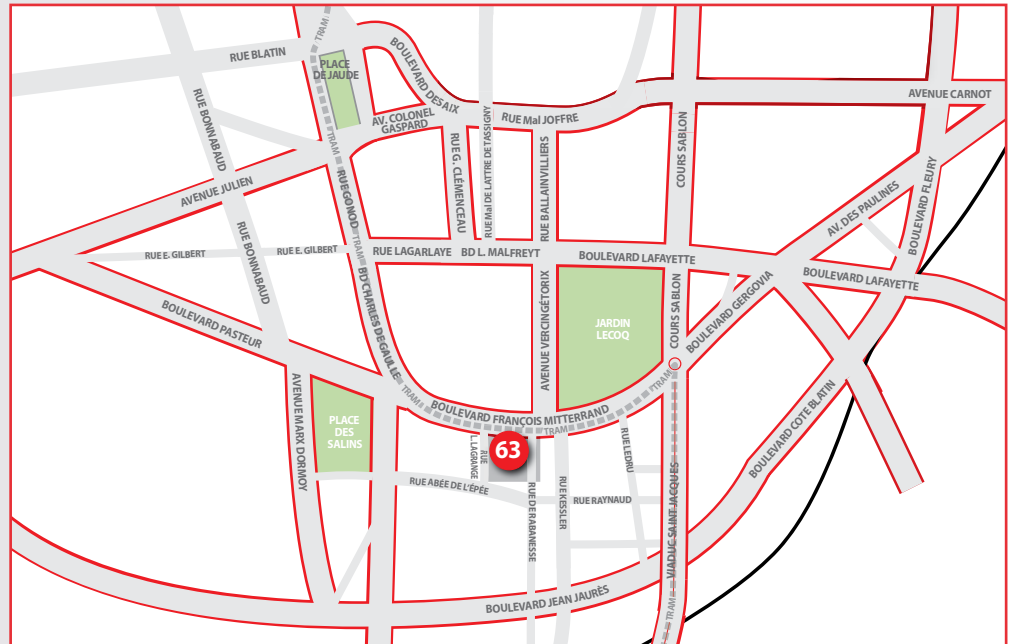 TRAM
RUE BLATIN
PLACE
DE JAUDE
BOULEVARD DESAIX
AV. COLONEL
GASPARD
RUE Mal JOFFRE
AVENUE CARNOT
RUE BONNABAUD
TRAM
RUE G. CLÉMENCEAU
RUE Mal DE LATTRE DE TASSIGNY
RUE BALLAINVILLIERS
COURS SABLON
AVENUE JULIEN
RUE GONOD
AV. DES PAULINES
BOULEVARD FLEURY
RUE E. GILBERT
RUE E. GILBERT
RUE BONNABAUD
TRAM
RUE LAGARLAYE
BD L. MALFREYT
BOULEVARD LAFAYETTE
BOULEVARD LAFAYETTE
BD CHARLES DE GAULLE
BOULEVARD PASTEUR
AVENUE VERCINGÉTORIX
JARDIN
LECOQ
COURS SABLON
BOULEVARD GERGOVIA
TRAM
TRAM
AVENUE MARX DORMOY
PLACE
DES
SALINS
BOULEVARD FRANÇOIS MITTERRAND
TRAM
BOULEVARD COTE BLATIN
RUE
L. LAGRANGE
63
RUE LEDRU
RUE ABÉE DE L'ÉPÉE
RUE DE RABANESSE
RUE KESSLER
RUE RAYNAUD
VIADUC SAINT JACQUES
BOULEVARD JEAN JAURÈS
TRAM